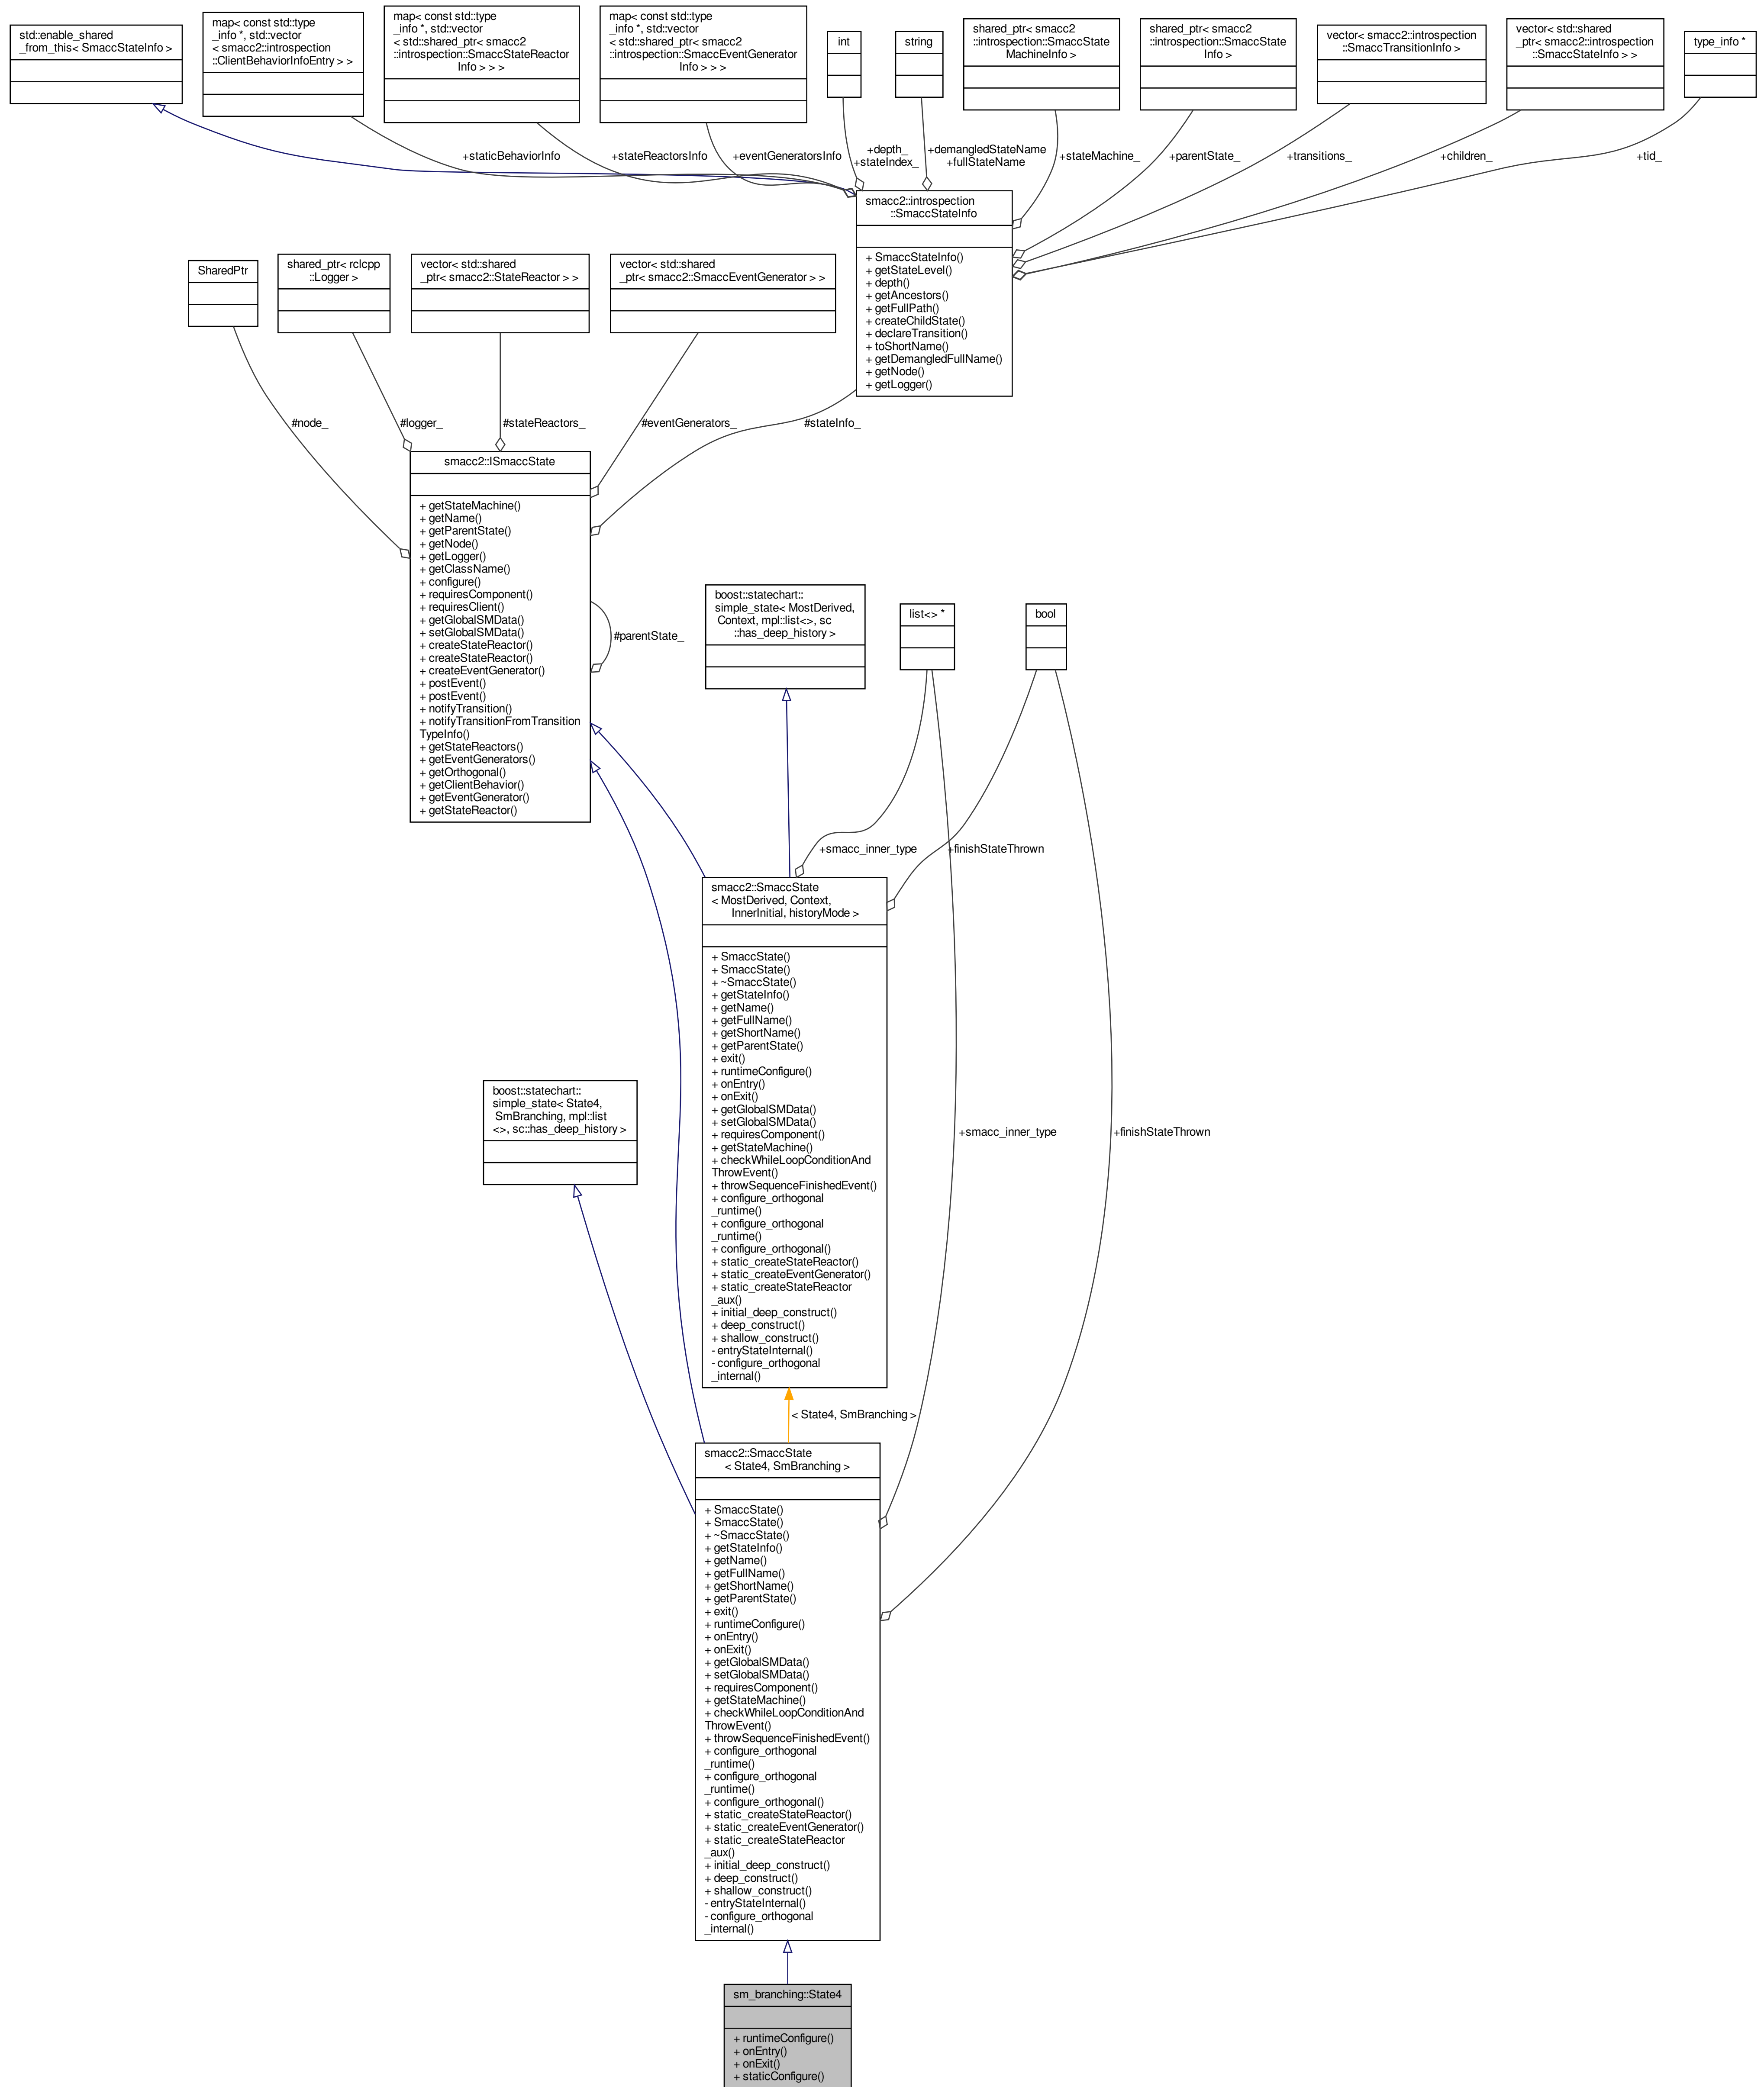 std::enable_shared
_from_this< SmaccStateInfo >
map< const std::type
_info *, std::vector
< smacc2::introspection
::ClientBehaviorInfoEntry > >
map< const std::type
_info *, std::vector
< std::shared_ptr< smacc2
::introspection::SmaccStateReactor
Info > > >
map< const std::type
_info *, std::vector
< std::shared_ptr< smacc2
::introspection::SmaccEventGenerator
Info > > >
int
string
shared_ptr< smacc2
::introspection::SmaccState
MachineInfo >
shared_ptr< smacc2
::introspection::SmaccState
Info >
vector< smacc2::introspection
::SmaccTransitionInfo >
vector< std::shared
_ptr< smacc2::introspection
::SmaccStateInfo > >
type_info *
+staticBehaviorInfo
+stateReactorsInfo
+eventGeneratorsInfo
+depth_
+stateIndex_
+demangledStateName
+fullStateName
+stateMachine_
+parentState_
+transitions_
+children_
+tid_
smacc2::introspection
::SmaccStateInfo
+ SmaccStateInfo()
+ getStateLevel()
+ depth()
+ getAncestors()
+ getFullPath()
+ createChildState()
+ declareTransition()
+ toShortName()
+ getDemangledFullName()
+ getNode()
+ getLogger()
SharedPtr
shared_ptr< rclcpp
::Logger >
vector< std::shared
_ptr< smacc2::StateReactor > >
vector< std::shared
_ptr< smacc2::SmaccEventGenerator > >
#node_
#logger_
#stateReactors_
#eventGenerators_
#stateInfo_
smacc2::ISmaccState
+ getStateMachine()
+ getName()
+ getParentState()
+ getNode()
+ getLogger()
+ getClassName()
+ configure()
+ requiresComponent()
+ requiresClient()
+ getGlobalSMData()
+ setGlobalSMData()
+ createStateReactor()
+ createStateReactor()
+ createEventGenerator()
+ postEvent()
+ postEvent()
+ notifyTransition()
+ notifyTransitionFromTransition
TypeInfo()
+ getStateReactors()
+ getEventGenerators()
+ getOrthogonal()
+ getClientBehavior()
+ getEventGenerator()
+ getStateReactor()
#parentState_
boost::statechart::
simple_state< MostDerived,
Context, mpl::list<>, sc
::has_deep_history >
list<> *
bool
+smacc_inner_type
+finishStateThrown
smacc2::SmaccState
< MostDerived, Context,
InnerInitial, historyMode >
+ SmaccState()
+ SmaccState()
+ ~SmaccState()
+ getStateInfo()
+ getName()
+ getFullName()
+ getShortName()
+ getParentState()
+ exit()
+ runtimeConfigure()
+ onEntry()
+ onExit()
+ getGlobalSMData()
+ setGlobalSMData()
+ requiresComponent()
+ getStateMachine()
+ checkWhileLoopConditionAnd
ThrowEvent()
+ throwSequenceFinishedEvent()
+ configure_orthogonal
_runtime()
+ configure_orthogonal
_runtime()
+ configure_orthogonal()
+ static_createStateReactor()
+ static_createEventGenerator()
+ static_createStateReactor
_aux()
+ initial_deep_construct()
+ deep_construct()
+ shallow_construct()
- entryStateInternal()
- configure_orthogonal
_internal()
boost::statechart::
simple_state< State4,
SmBranching, mpl::list
<>, sc::has_deep_history >
+smacc_inner_type
+finishStateThrown
< State4, SmBranching >
smacc2::SmaccState
< State4, SmBranching >
+ SmaccState()
+ SmaccState()
+ ~SmaccState()
+ getStateInfo()
+ getName()
+ getFullName()
+ getShortName()
+ getParentState()
+ exit()
+ runtimeConfigure()
+ onEntry()
+ onExit()
+ getGlobalSMData()
+ setGlobalSMData()
+ requiresComponent()
+ getStateMachine()
+ checkWhileLoopConditionAnd
ThrowEvent()
+ throwSequenceFinishedEvent()
+ configure_orthogonal
_runtime()
+ configure_orthogonal
_runtime()
+ configure_orthogonal()
+ static_createStateReactor()
+ static_createEventGenerator()
+ static_createStateReactor
_aux()
+ initial_deep_construct()
+ deep_construct()
+ shallow_construct()
- entryStateInternal()
- configure_orthogonal
_internal()
sm_branching::State4
+ runtimeConfigure()
+ onEntry()
+ onExit()
+ staticConfigure()